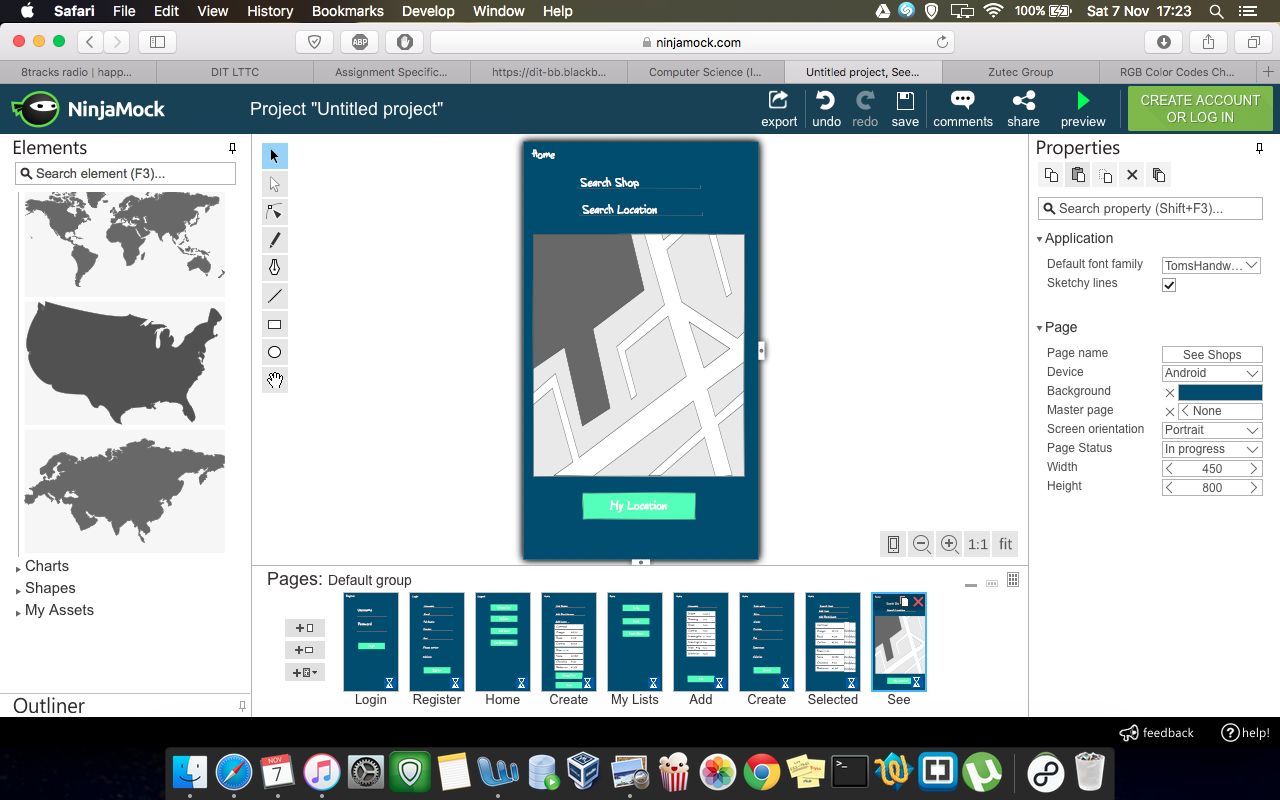 Safari File Edit View History Bookmarks Develop Window Help 100% Sat 7 Nov 17:23
ABP ninjamock.com
8tracks radio | happ... DIT LTTC Assignment Specific... https://dit-bb.blackb... Computer Science (I... Untitled project, See... Zutec Group RGB Color Codes Ch...
NinjaMock Project "Untitled project" export undo redo save comments share preview CREATE ACCOUNT
OR LOG IN
Elements
Search element (F3)...
Charts
Shapes
My Assets
Outliner
Home
Search Shop
Search Location
My Location
1:1 fit
Pages: Default group
Login Register Home Create My Lists Add Create Selected See
Properties
Search property (Shift+F3)...
Application
Default font family TomsHandw...
Sketchy lines
Page
Page name See Shops
Device Android
Background
Master page None
Screen orientation Portrait
Page Status In progress
Width 450
Height 800
feedback help!
NOV
7